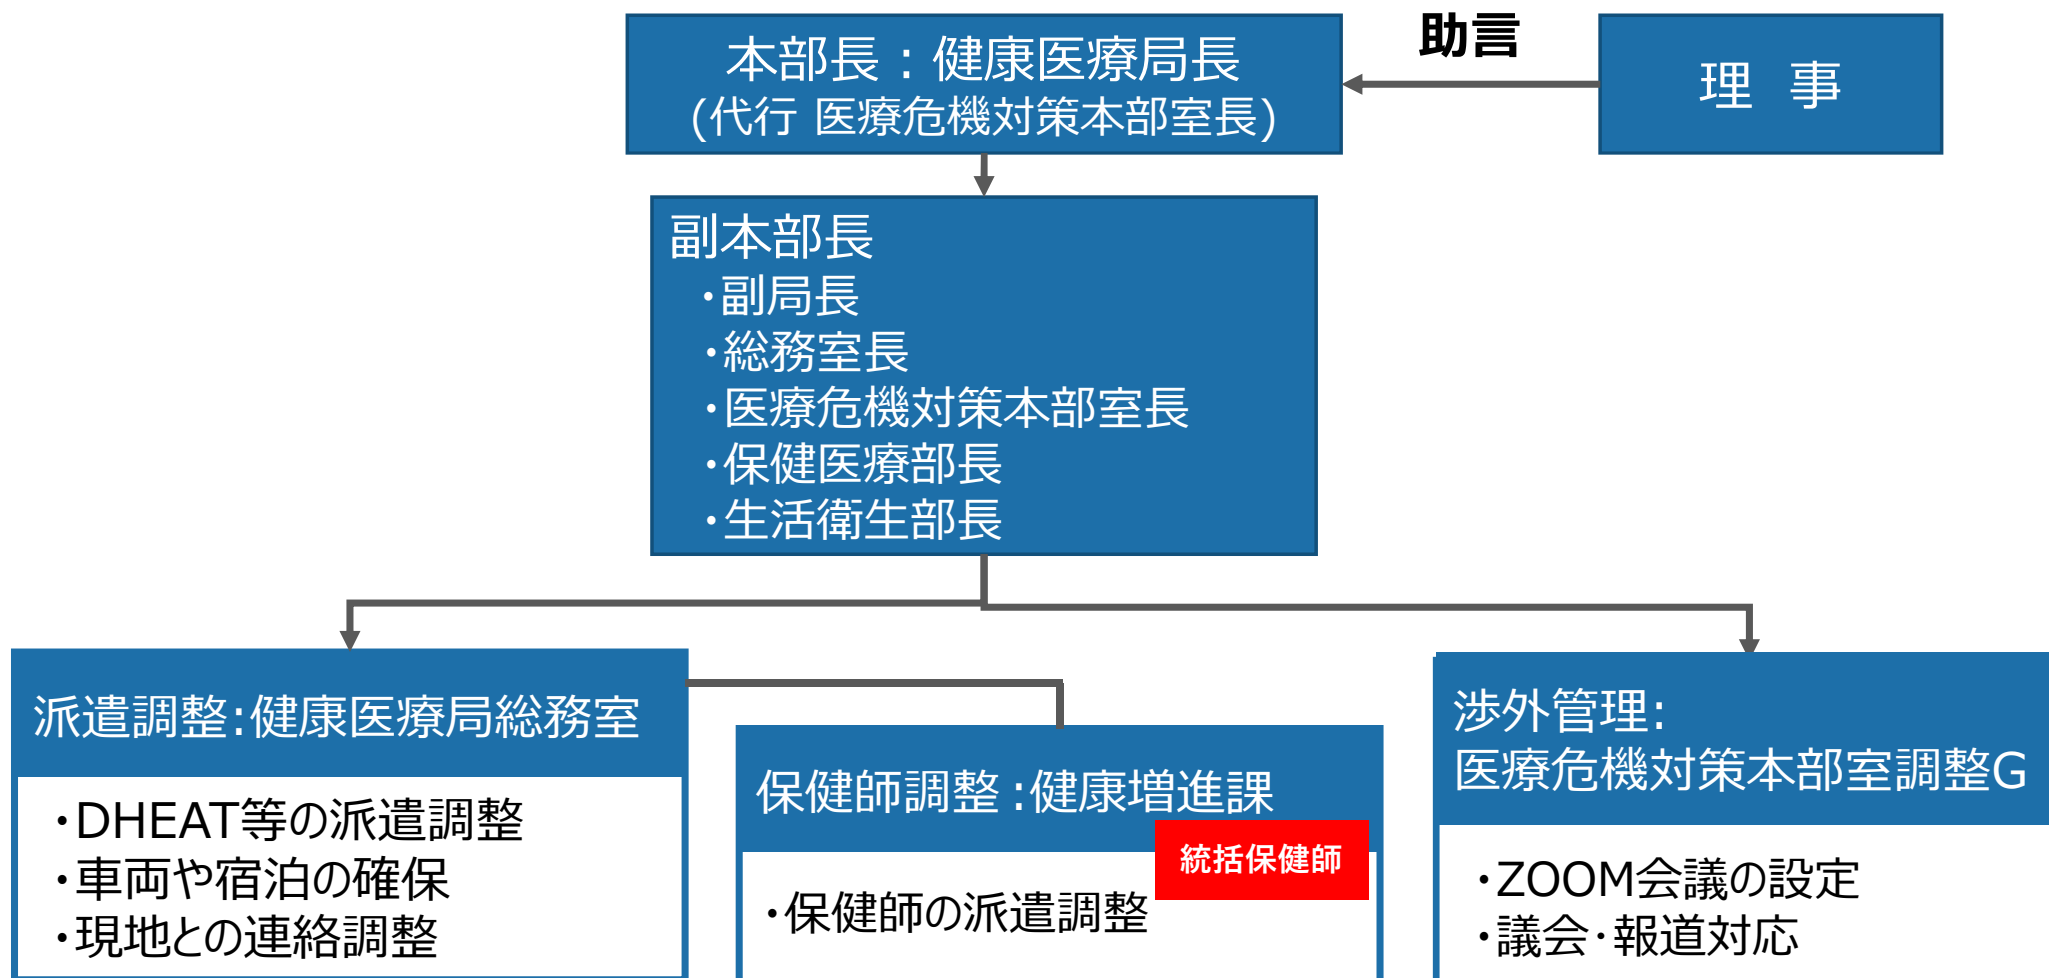 本部長：健康医療局長
(代行 医療危機対策本部室長)
助言
理 事
副本部長
・副局長
・総務室長
・医療危機対策本部室長
・保健医療部長
・生活衛生部長
派遣調整:健康医療局総務室
・DHEAT等の派遣調整
・車両や宿泊の確保
・現地との連絡調整
保健師調整:健康増進課
統括保健師
・保健師の派遣調整
渉外管理:
医療危機対策本部室調整G
・ZOOM会議の設定
・議会・報道対応